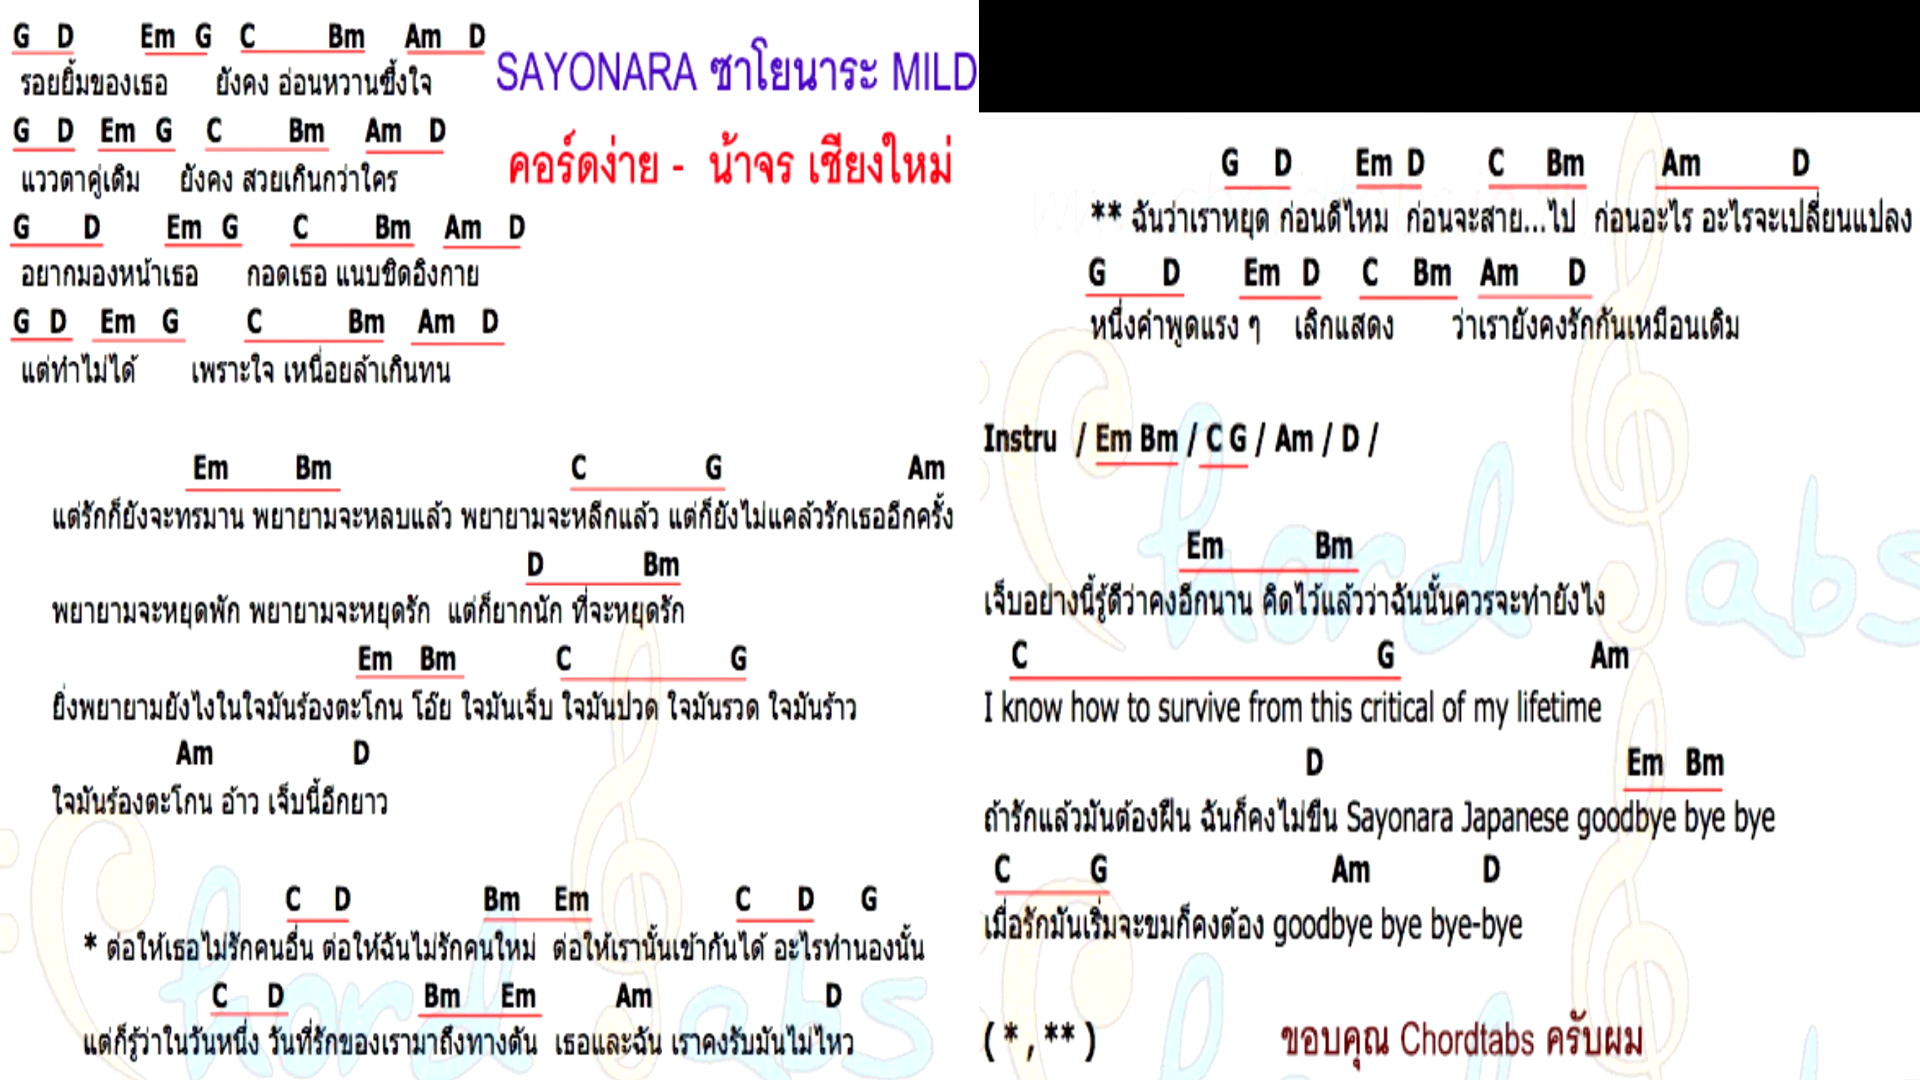 G D Em G C Bm Am D
รอยยิ้มของเธอ ยังคง อ่อนหวานซึ้งใจ
G D Em G C Bm Am D
แววตาคู่เดิม ยังคง สวยเกินกว่าใคร
G D Em G C Bm Am D
อยากมองหน้าเธอ กอดเธอ แนบชิดอิงกาย
G D Em G C Bm Am D
แต่ทำไม่ได้ เพราะใจ เหนื่อยล้าเกินทน
SAYONARA ซาโยนาระ MILD
คอร์ดง่าย - น้าจร เชียงใหม่
Em Bm C G Am
แต่รักก็ยังจะทรมาน พยายามจะหลบแล้ว พยายามจะหลีกแล้ว แต่ก็ยังไม่แคล้วรักเธออีกครั้ง
D Bm
พยายามจะหยุดพัก พยายามจะหยุดรัก แต่ก็ยากนัก ที่จะหยุดรัก
Em Bm C G
ยิ่งพยายามยังไงในใจมันร้องตะโกน โอ๊ย ใจมันเจ็บ ใจมันปวด ใจมันรวด ใจมันร้าว
Am D
ใจมันร้องตะโกน อ้าว เจ็บนี้อีกยาว
C D Bm Em C D G
* ต่อให้เธอไม่รักคนอื่น ต่อให้ฉันไม่รักคนใหม่ ต่อให้เรานั้นเข้ากันได้ อะไรทำนองนั้น
C D Bm Em Am D
แต่ก็รู้ว่าในวันหนึ่ง วันที่รักของเรามาถึงทางตัน เธอและฉัน เราคงรับมันไม่ไหว
G D Em D C Bm Am D
** ฉันว่าเราหยุด ก่อนดีไหม ก่อนจะสาย...ไป ก่อนอะไร อะไรจะเปลี่ยนแปลง
G D Em D C Bm Am D
หนึ่งคำพูดแรง ๆ เลิกแสดง ว่าเรายังคงรักกันเหมือนเดิม
Instru / Em Bm / C G / Am / D /
Em Bm
เจ็บอย่างนี้รู้ดีว่าคงอีกนาน คิดไว้แล้วว่าฉันนั้นควรจะทำยังไง
C G Am
I know how to survive from this critical of my lifetime
D Em Bm
ถ้ารักแล้วมันต้องฝืน ฉันก็คงไม่ขืน Sayonara Japanese goodbye bye bye
C G Am D
เมื่อรักมันเริ่มจะขมก็คงต้อง goodbye bye bye-bye
( * , ** )
ขอบคุณ Chordtabs ครับผม